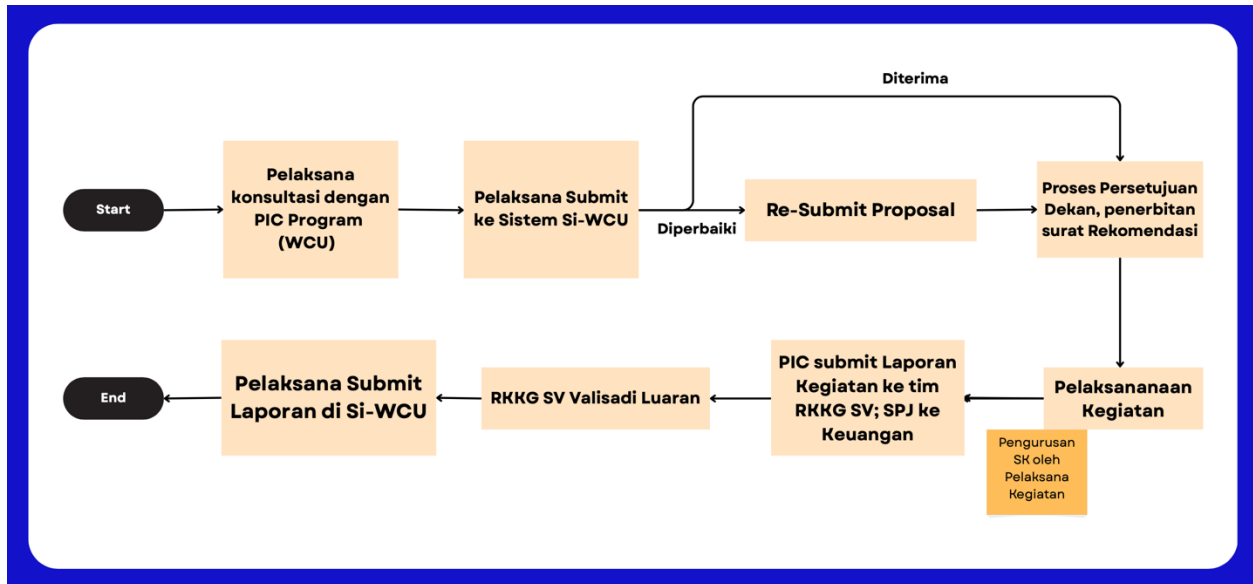 Diterima
Start
Pelaksana
konsultasi dengan
PIC Program
(WCU)
Pelaksana Submit
ke Sistem Si-WCU
Diperbaiki
Re-Submit Proposal
Proses Persetujuan
Dekan, penerbitan
surat Rekomendasi
Pelaksananaan
Kegiatan
Pengurusan
SK oleh
Pelaksana
Kegiatan
PIC submit Laporan
Kegiatan ke tim
RKKG SV; SPJ ke
Keuangan
RKKG SV Valisadi Luaran
Pelaksana Submit
Laporan di Si-WCU
End